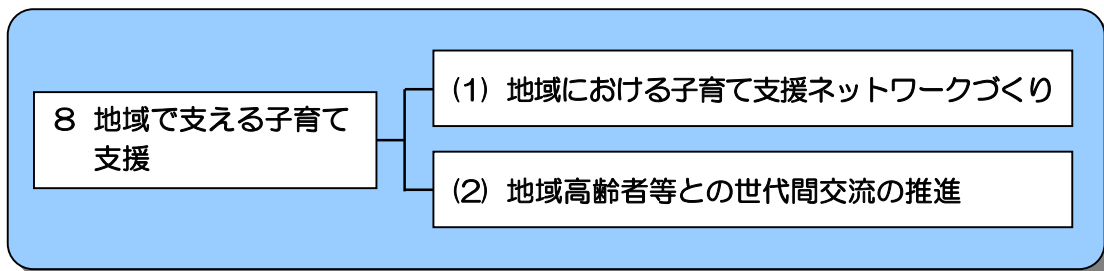 8 地域で支える子育て
支援
(1) 地域における子育て支援ネットワークづくり
(2) 地域高齢者等との世代間交流の推進